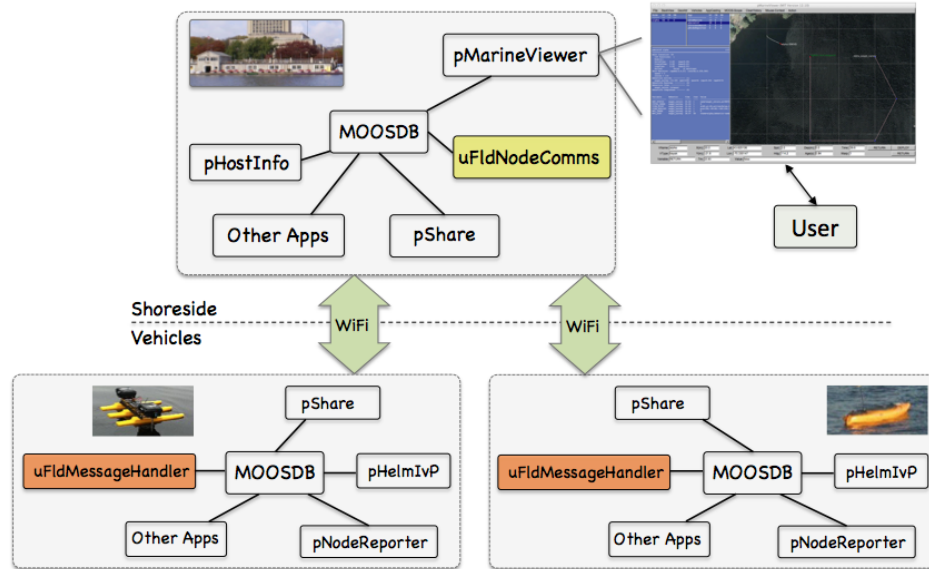 pMarineViewer
MOOSDB
pHostInfo
uFldNodeComms
Other Apps
pShare
User
Shoreside
Vehicles
WiFi
WiFi
pShare
uFldMessageHandler
MOOSDB
pHelmIvP
Other Apps
pNodeReporter
pShare
uFldMessageHandler
MOOSDB
pHelmIvP
Other Apps
pNodeReporter